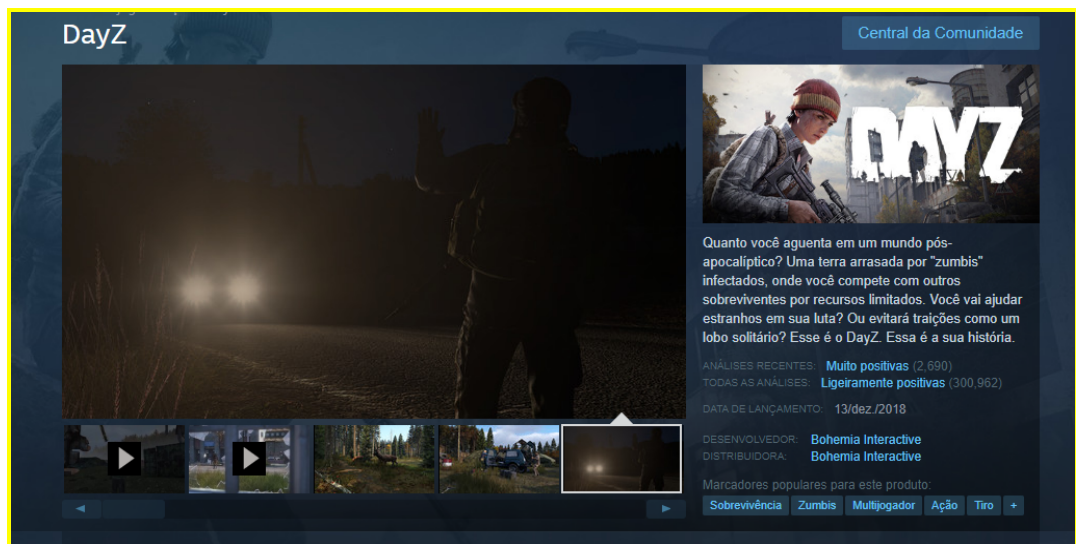 DayZ
Central da Comunidade
DAYZ
Quanto você aguenta em um mundo pós-
apocalíptico? Uma terra arrasada por "zumbis"
infectados, onde você compete com outros
sobreviventes por recursos limitados. Você vai ajudar
estranhos em sua luta? Ou evitará traições como um
lobo solitário? Esse é o DayZ. Essa é a sua história.
ANÁLISES RECENTES: Muito positivas (2,690)
TODAS AS ANÁLISES: Ligeiramente positivas (300,962)
DATA DE LANÇAMENTO: 13/dez./2018
DESENVOLVEDOR: Bohemia Interactive
DISTRIBUIDORA: Bohemia Interactive
Marcadores populares para este produto:
Sobrevivência Zumbis Multijogador Ação Tiro +